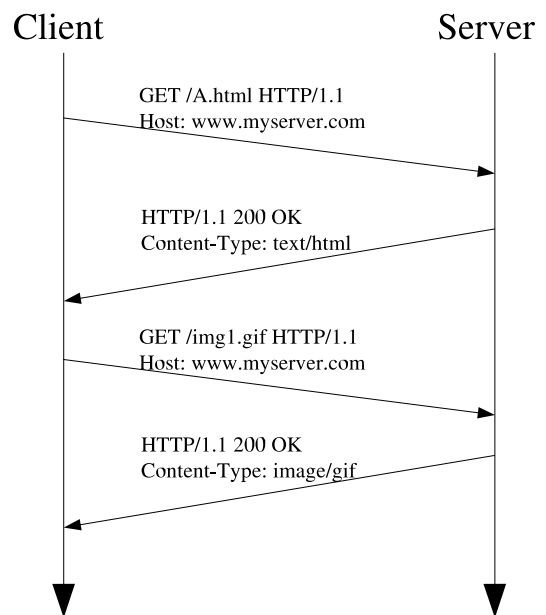 Client
Server
GET /A.html HTTP/1.1
Host: www.myserver.com
HTTP/1.1 200 OK
Content-Type: text/html
GET /img1.gif HTTP/1.1
Host: www.myserver.com
HTTP/1.1 200 OK
Content-Type: image/gif